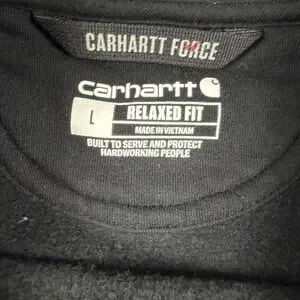 CARHARTT FORCE
carhartt
L
RELAXED FIT
MADE IN VIETNAM
BUILT TO SERVE AND PROTECT
HARDWORKING PEOPLE